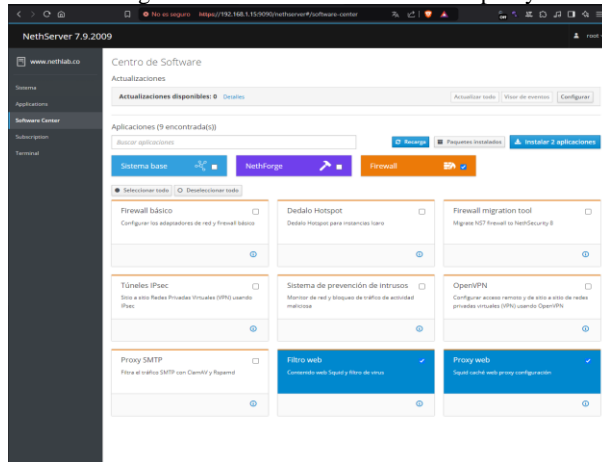 No es seguro https://192.168.1.15:9090/nethserver#/software-center
NethServer 7.9.2009
root
www.nethlab.co
Sistema
Applications
Software Center
Subscription
Terminal
Centro de Software
Actualizaciones
Actualizaciones disponibles: 0 Detalles
Actualizar todo Visor de eventos Configurar
Aplicaciones (9 encontrada(s))
Buscar aplicaciones
Recarga Paquetes instalados Instalar 2 aplicaciones
Sistema base NethForge Firewall
Seleccionar todo Deseleccionar todo
Firewall básico
Configurar los adaptadores de red y firewall básico
Dedalo Hotspot
Dedalo Hotspot para instancias Icaro
Firewall migration tool
Migrate NS7 Firewall to NethSecurity 8
Túneles IPsec
Sitio a sitio Redes Privadas Virtuales (VPN) usando
IPsec
Sistema de prevención de intrusos
Monitor de red y bloqueo de tráfico de actividad
maliciosa
OpenVPN
Configurar acceso remoto y de sitio a sitio de redes
privadas virtuales (VPN) usando OpenVPN
Proxy SMTP
Filtra el tráfico SMTP con ClamAV y Rspamd
Filtro web
Contenido web Squid y filtro de virus
Proxy web
Squid caché web proxy configuración